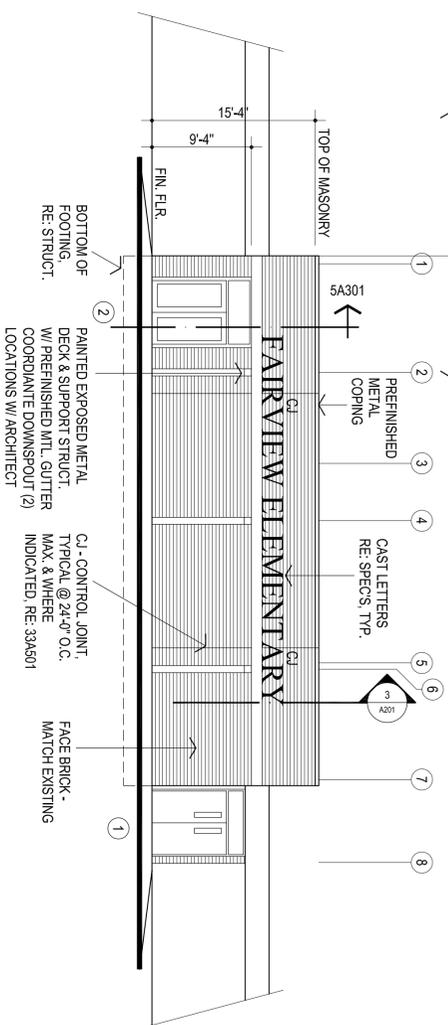 1
2
3
4
5
6
7
8
15'-4"
9'-4"
TOP OF MASONRY
FIN. FLR.
5A301
PREFINISHED
METAL
COPING
CAST LETTERS
RE: SPEC'S, TYP.
3
A201
CJ
CJ
FAIRVIEW ELEMENTARY
BOTTOM OF
FOOTING,
RE: STRUCT.
2
PAINTED EXPOSED METAL
DECK & SUPPORT STRUCT.
W/ PREFINISHED MTL. GUTTER
COORDIANTE DOWNSPOUT (2)
LOCATIONS W/ ARCHITECT
CJ - CONTROL JOINT,
TYPICAL @ 24'-0" O.C.
MAX. & WHERE
INDICATED, RE: 33A501
FACE BRICK -
MATCH EXISTING
1